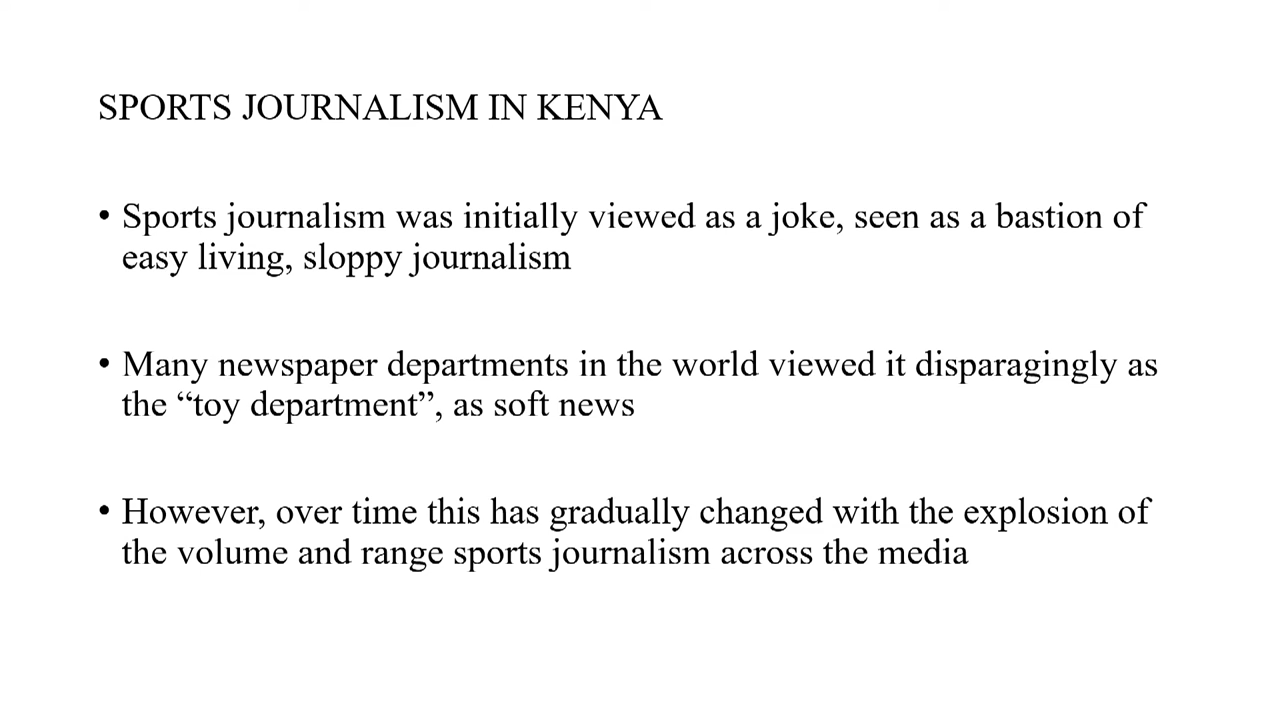 SPORTS JOURNALISM IN KENYA
• Sports journalism was initially viewed as a joke, seen as a bastion of
easy living, sloppy journalism
• Many newspaper departments in the world viewed it disparagingly as
the “toy department”, as soft news
• However, over time this has gradually changed with the explosion of
the volume and range sports journalism across the media